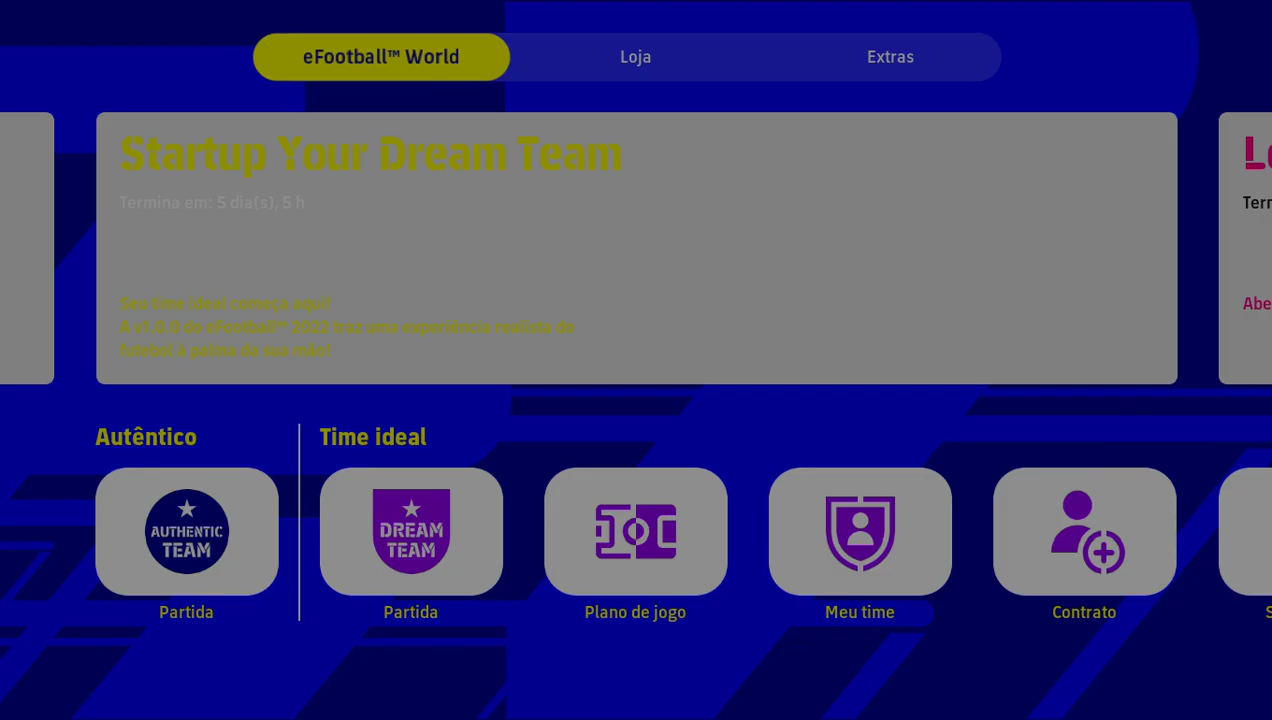 eFootball™ World
Loja
Extras
Startup Your Dream Team
Termina em: 5 dia(s), 5 h
Seu time ideal começa aqui!
A v1.0.0 do eFootball™ 2022 traz uma experiência realista do
futebol à palma da sua mão!
Autêntico
Time ideal
AUTHENTIC
TEAM
DREAM
TEAM
Partida
Partida
Plano de jogo
Meu time
Contrato